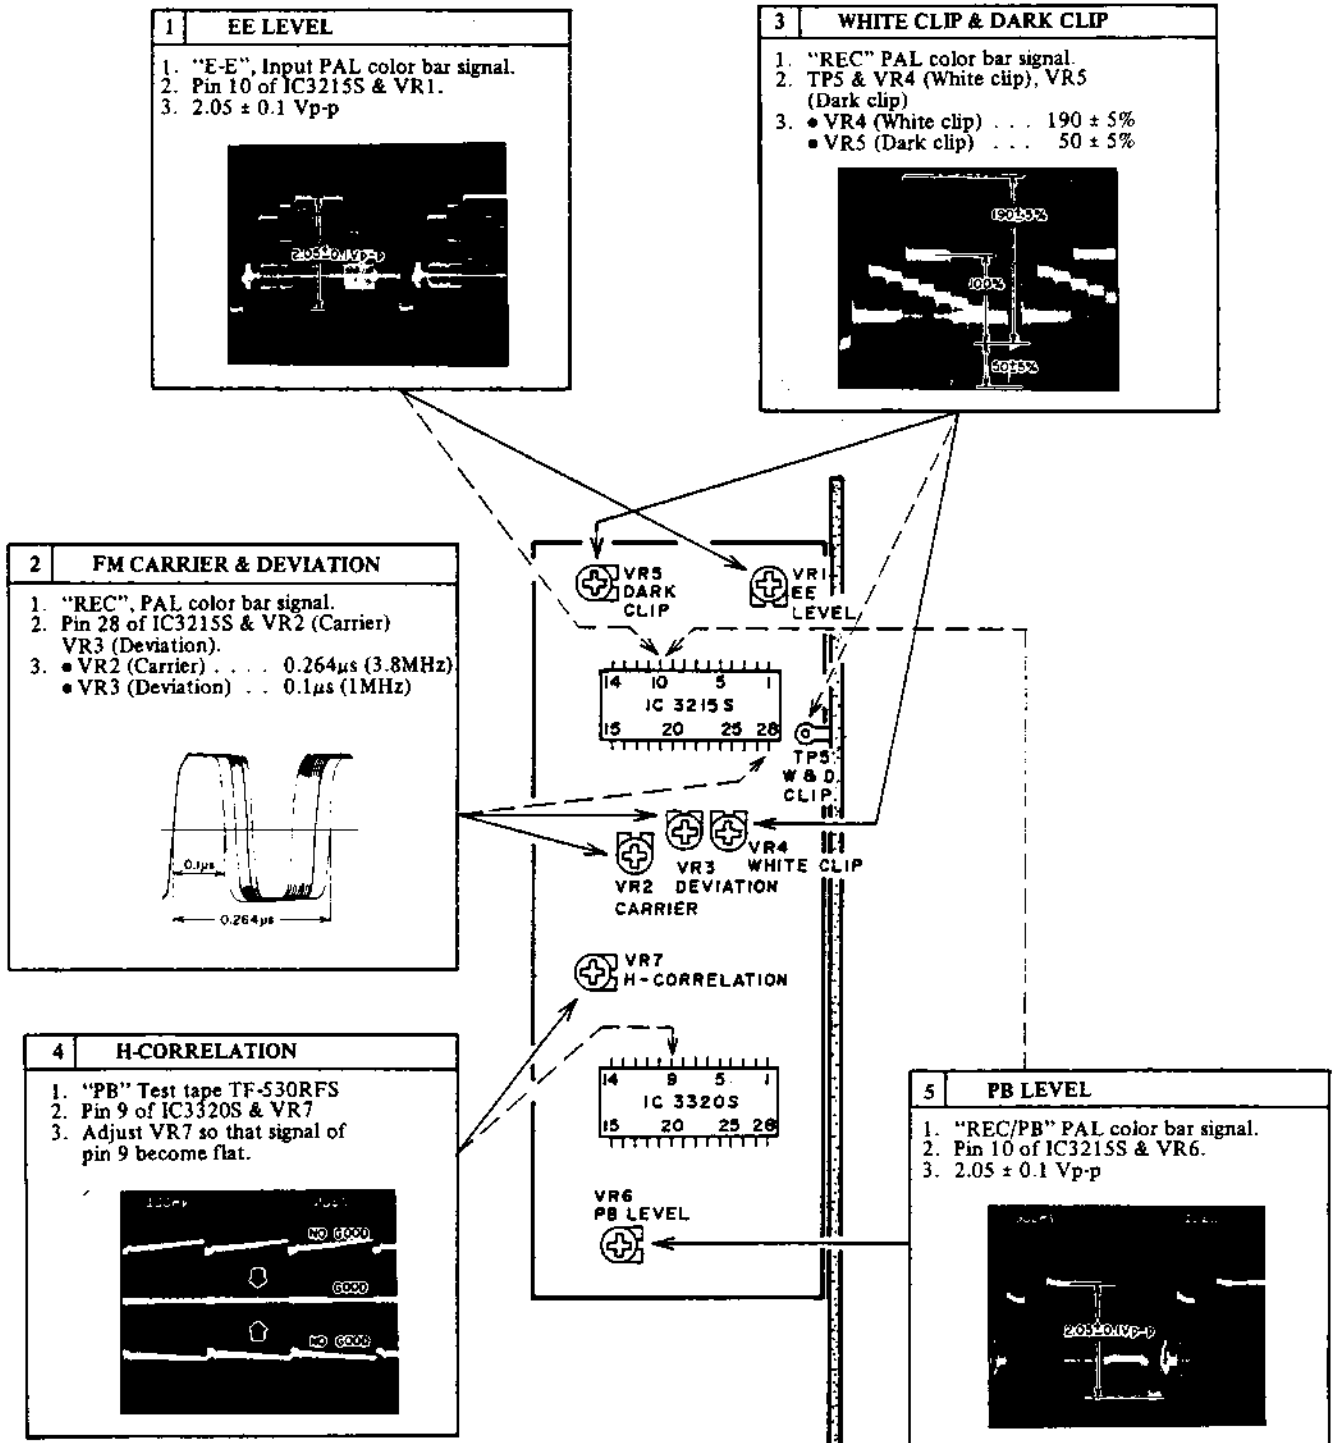 1 EE LEVEL
1. "E-E", Input PAL color bar signal.
2. Pin 10 of IC3215S & VR1.
3. 2.05 ± 0.1 Vp-p
2.05±0.1Vp-p
3 WHITE CLIP & DARK CLIP
1. "REC" PAL color bar signal.
2. TP5 & VR4 (White clip), VR5
(Dark clip)
3. • VR4 (White clip) . . . 190 ± 5%
• VR5 (Dark clip) . . . 50 ± 5%
190±5%
100%
50±5%
2 FM CARRIER & DEVIATION
1. "REC", PAL color bar signal.
2. Pin 28 of IC3215S & VR2 (Carrier)
VR3 (Deviation).
3. • VR2 (Carrier) . . . . 0.264μs (3.8MHz)
• VR3 (Deviation) . . 0.1μs (1MHz)
0.1μs
0.264μs
VR5
DARK
CLIP
VR1
EE
LEVEL
14 10 5 1
IC 3215S
15 20 25 28
TP5
W & D
CLIP
VR4
WHITE CLIP
VR3
DEVIATION
VR2
CARRIER
VR7
H-CORRELATION
14 9 5 1
IC 3320S
15 20 25 28
VR6
PB LEVEL
4 H-CORRELATION
1. "PB" Test tape TF-530RFS
2. Pin 9 of IC3320S & VR7
3. Adjust VR7 so that signal of
pin 9 become flat.
NO GOOD
GOOD
NO GOOD
5 PB LEVEL
1. "REC/PB" PAL color bar signal.
2. Pin 10 of IC3215S & VR6.
3. 2.05 ± 0.1 Vp-p
2.05±0.1Vp-p